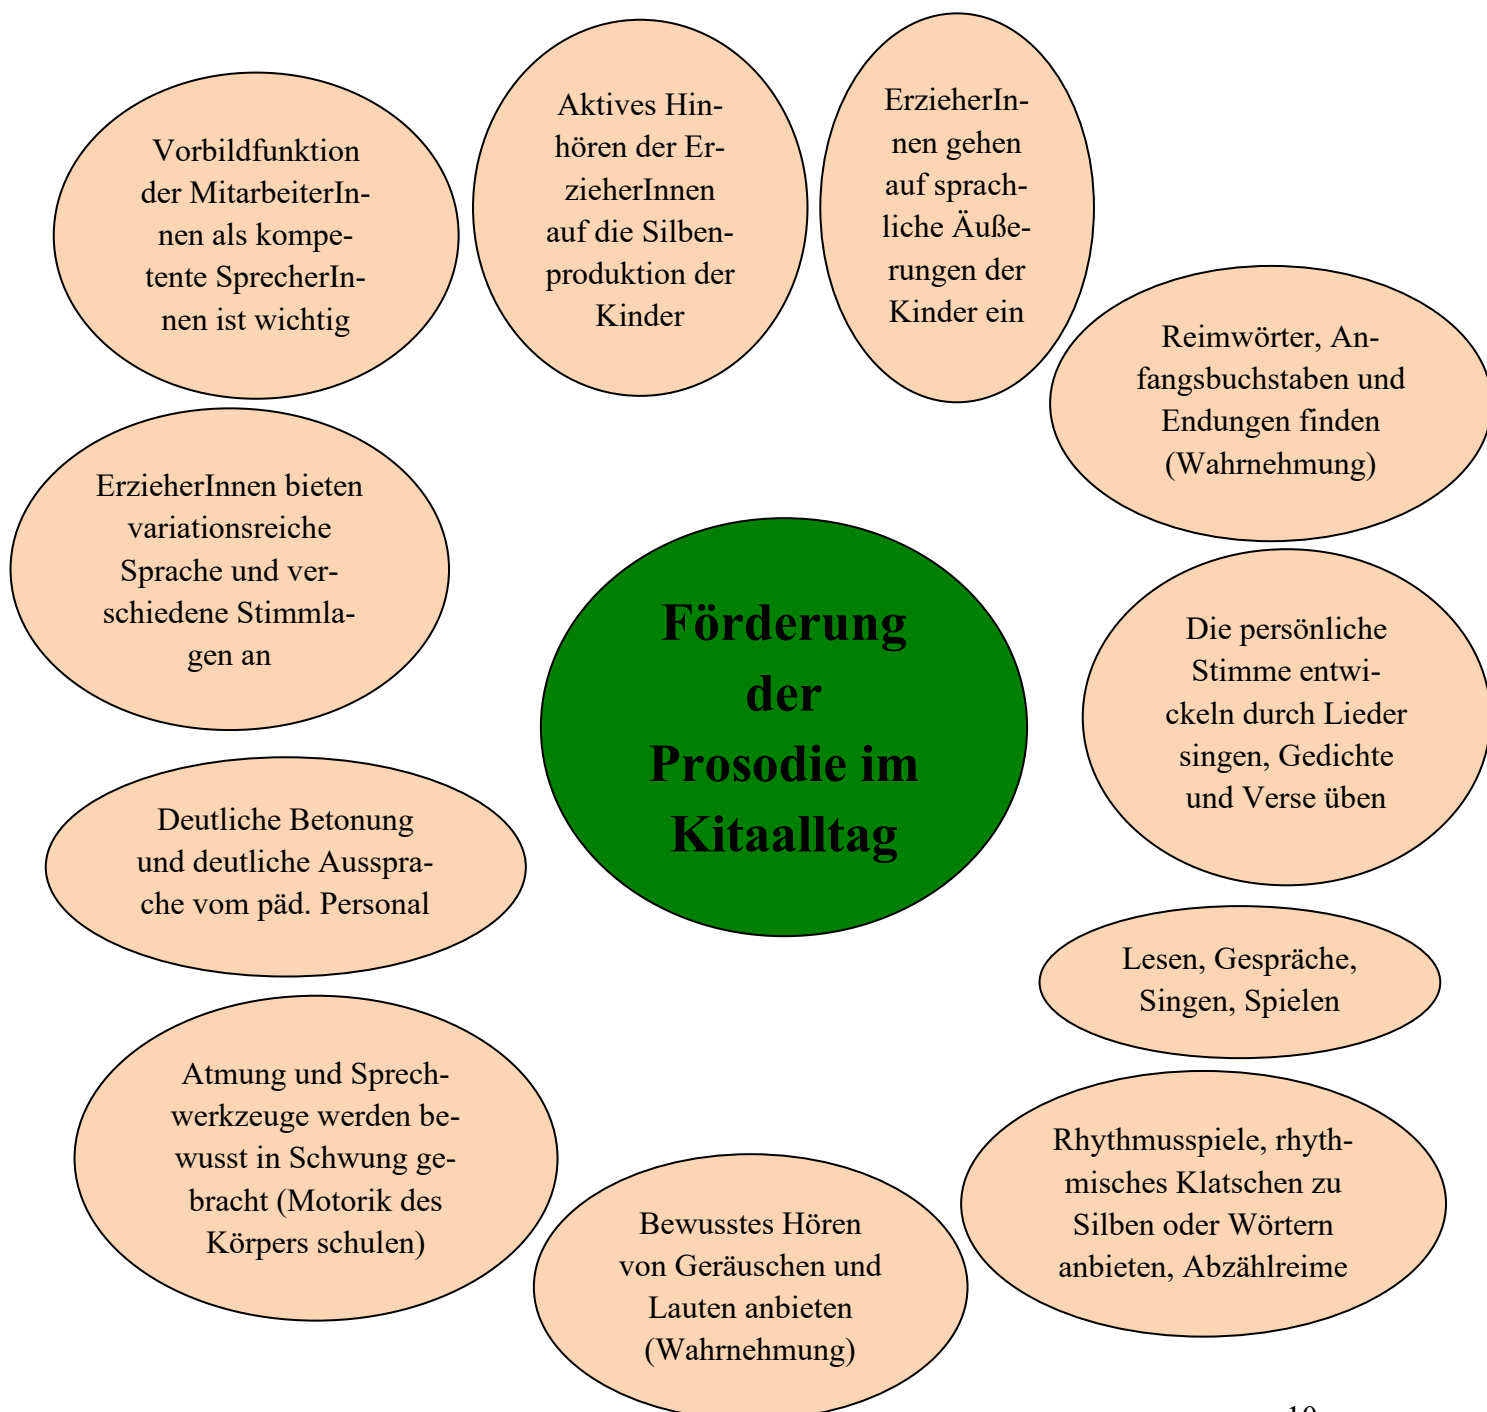 Vorbildfunktion
der MitarbeiterIn-
nen als kompe-
tente SprecherIn-
nen ist wichtig
Aktives Hin-
hören der Er-
zieherInnen
auf die Silben-
produktion der
Kinder
ErzieherIn-
nen gehen
auf sprach-
liche Äuße-
rungen der
Kinder ein
Reimwörter, An-
fangsbuchstaben und
Endungen finden
(Wahrnehmung)
ErzieherInnen bieten
variationsreiche
Sprache und ver-
schiedene Stimmla-
gen an
Förderung
der
Prosodie im
Kitaalltag
Die persönliche
Stimme entwi-
ckeln durch Lieder
singen, Gedichte
und Verse üben
Deutliche Betonung
und deutliche Ausspra-
che vom päd. Personal
Lesen, Gespräche,
Singen, Spielen
Atmung und Sprech-
werkzeuge werden be-
wusst in Schwung ge-
bracht (Motorik des
Körpers schulen)
Rhythmusspiele, rhyth-
misches Klatschen zu
Silben oder Wörtern
anbieten, Abzählreime
Bewusstes Hören
von Geräuschen und
Lauten anbieten
(Wahrnehmung)